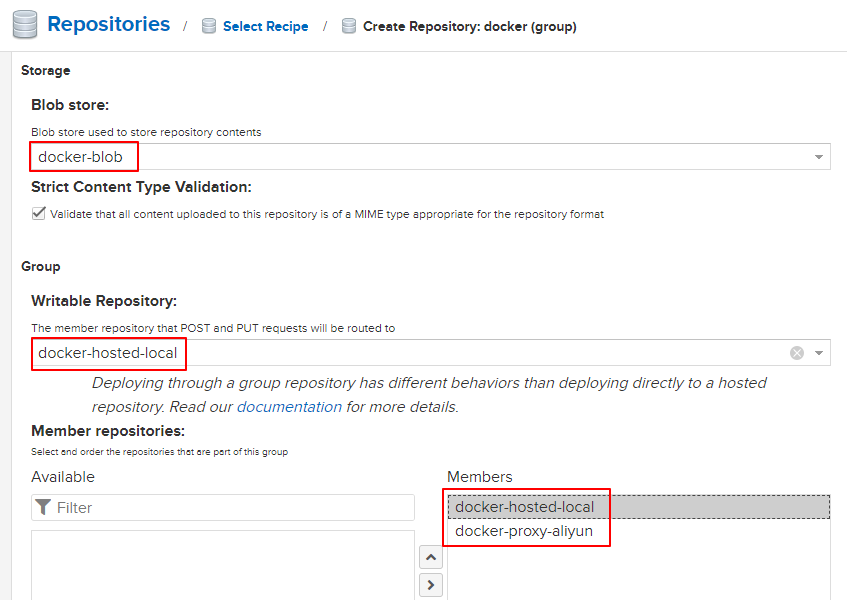 Repositories / Select Recipe / Create Repository: docker (group)
Storage
Blob store:
Blob store used to store repository contents
docker-blob
Strict Content Type Validation:
Validate that all content uploaded to this repository is of a MIME type appropriate for the repository format
Group
Writable Repository:
The member repository that POST and PUT requests will be routed to
docker-hosted-local
Deploying through a group repository has different behaviors than deploying directly to a hosted
repository. Read our documentation for more details.
Member repositories:
Select and order the repositories that are part of this group
Available
Members
Filter
docker-hosted-local
docker-proxy-aliyun